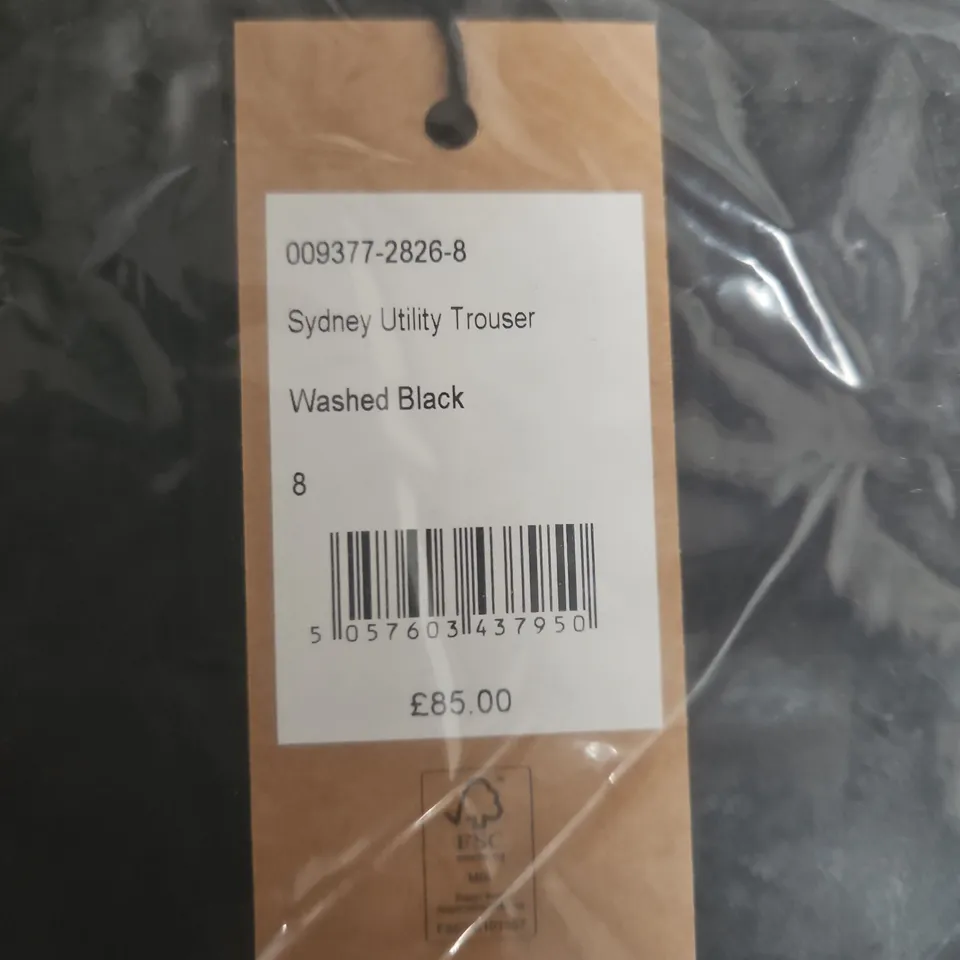 009377-2826-8
Sydney Utility Trouser
Washed Black
8
5 057603 437950
£85.00
FSC